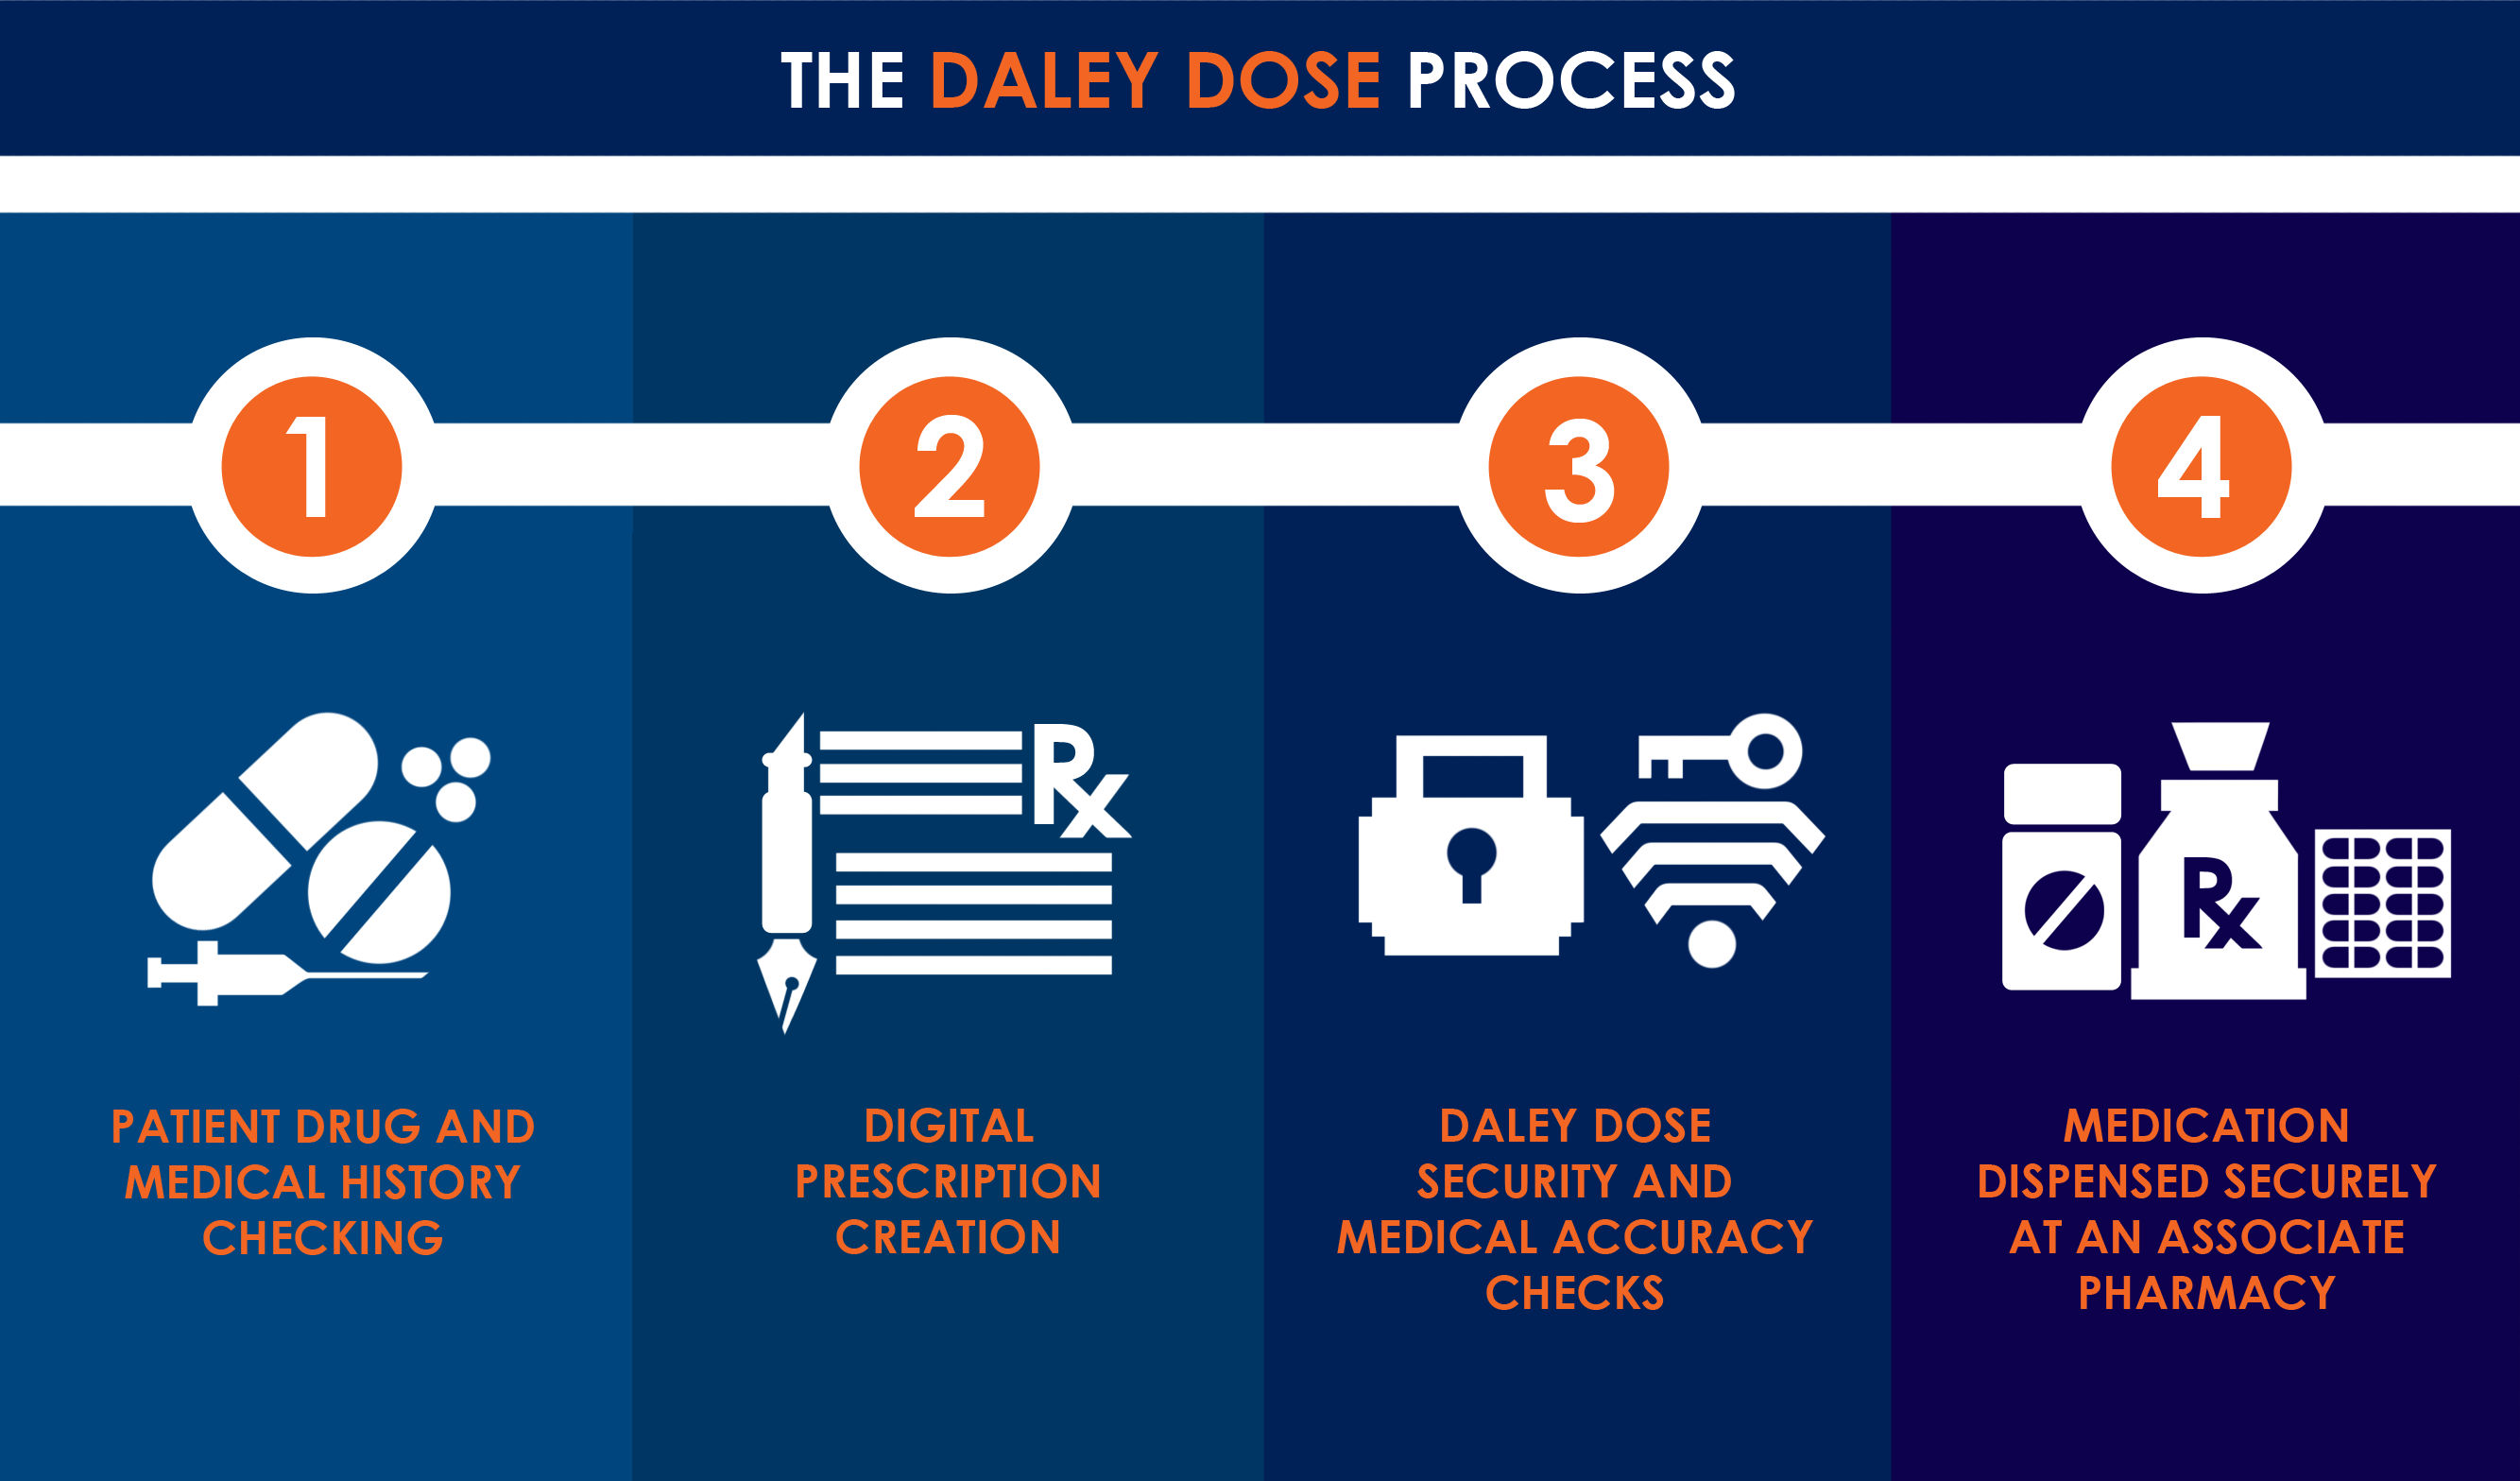 THE DALEY DOSE PROCESS
1
2
3
4
Rx
Rx
PATIENT DRUG AND
MEDICAL HISTORY
CHECKING
DIGITAL
PRESCRIPTION
CREATION
DALEY DOSE
SECURITY AND
MEDICAL ACCURACY
CHECKS
MEDICATION
DISPENSED SECURELY
AT AN ASSOCIATE
PHARMACY